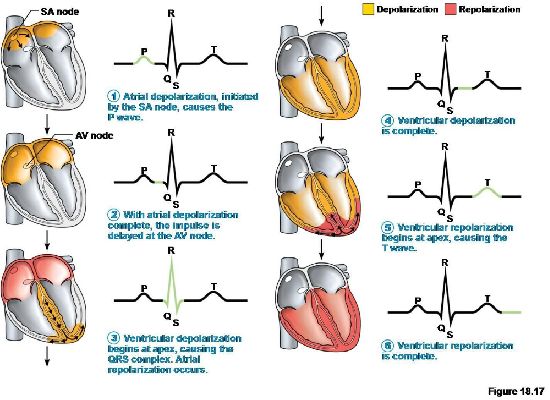 SA node
R
P
T
Q
S
① Atrial depolarization, initiated
by the SA node, causes the
P wave.
AV node
R
P
T
Q
S
② With atrial depolarization
complete, the impulse is
delayed at the AV node.
R
P
T
Q
S
③ Ventricular depolarization
begins at apex, causing the
QRS complex. Atrial
repolarization occurs.
Depolarization
Repolarization
R
P
T
Q
S
④ Ventricular depolarization
is complete.
R
P
T
Q
S
⑤ Ventricular repolarization
begins at apex, causing the
T wave.
R
P
T
Q
S
⑥ Ventricular repolarization
is complete.
Figure 18.17